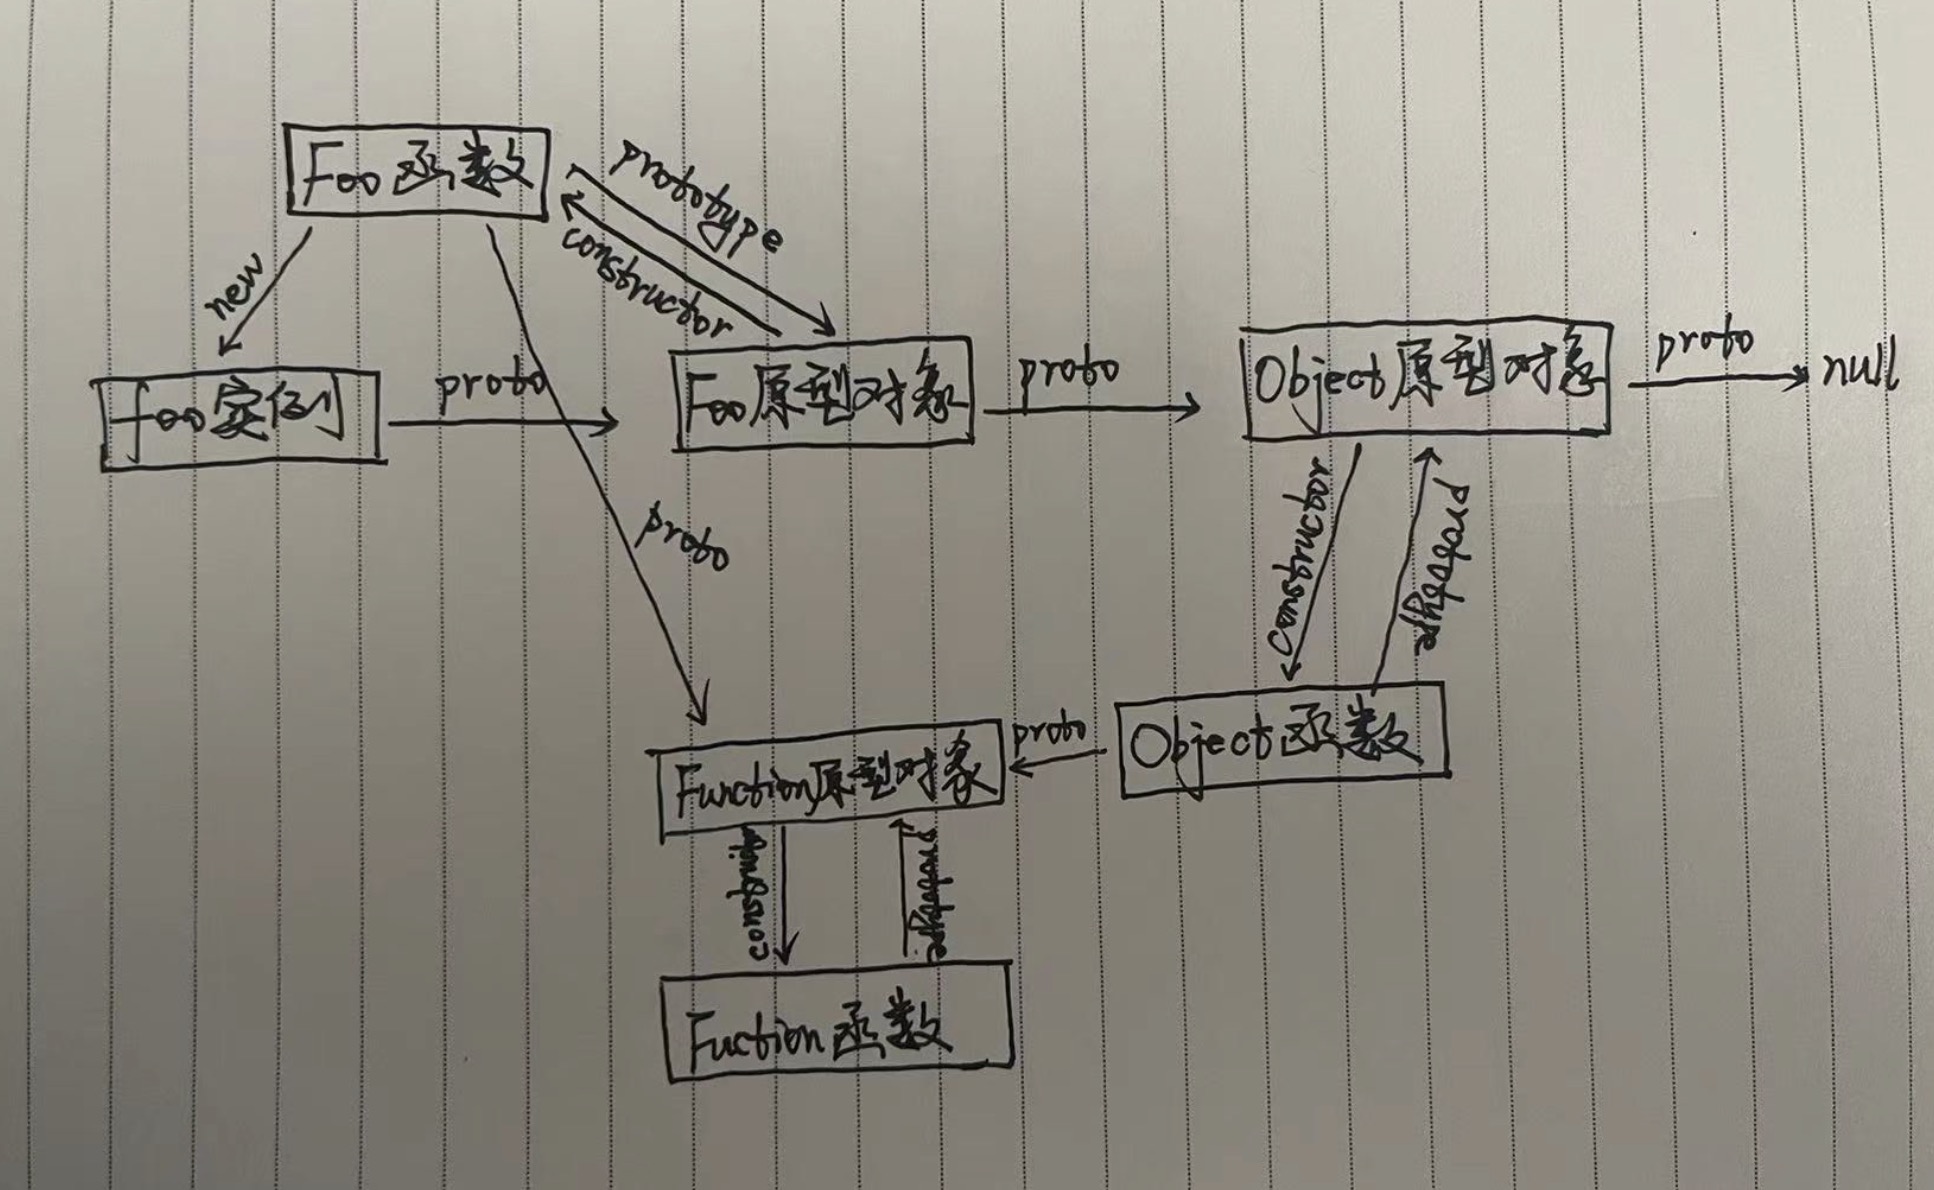 Foo函数
prototype
constructor
new
foo实例
proto
Foo原型对象
proto
Object原型对象
proto
null
proto
constructor
prototype
Function原型对象
proto
Object函数
prototype
Fuction函数